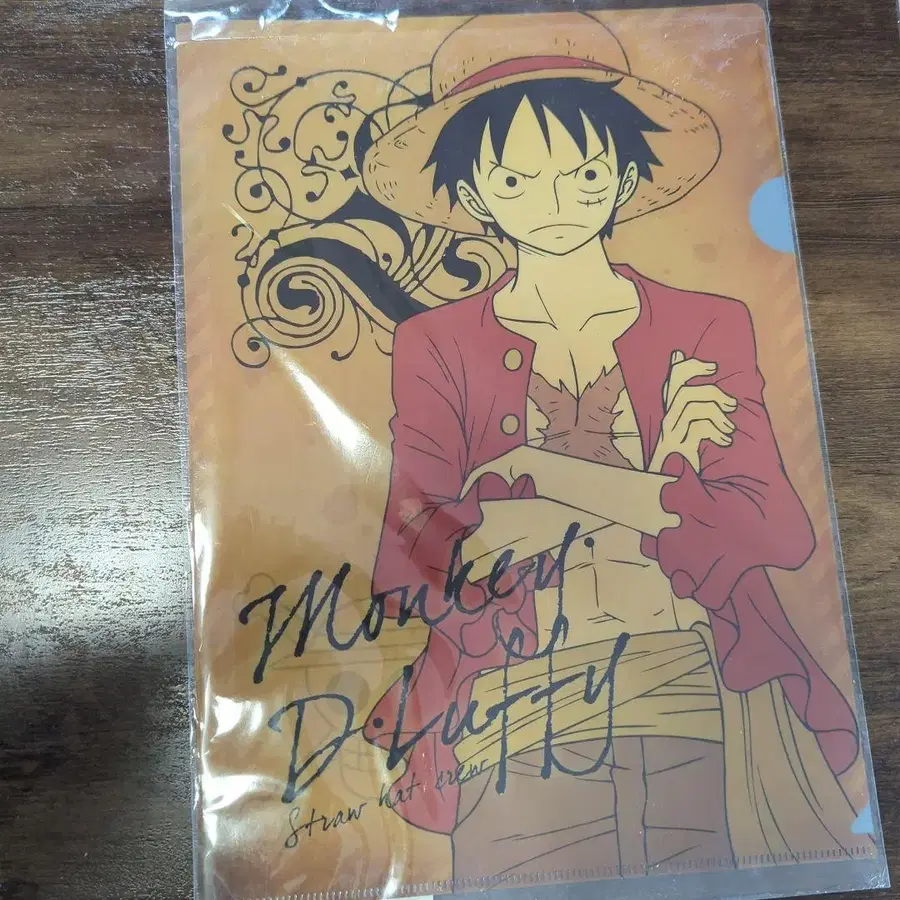 Monkey.
D.Luffy
Straw hat crew